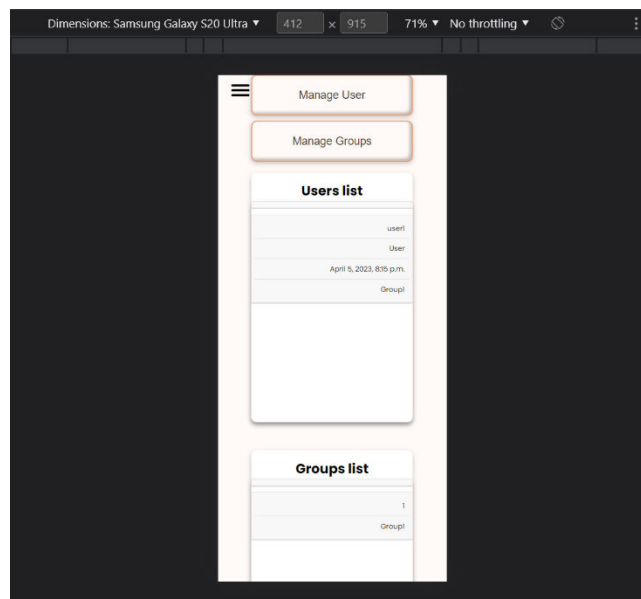 Dimensions: Samsung Galaxy S20 Ultra ▼ 412 × 915 71% ▼ No throttling ▼
Manage User
Manage Groups
Users list
user1
User
April 5, 2023, 8:15 p.m.
Group1
Groups list
1
Group1